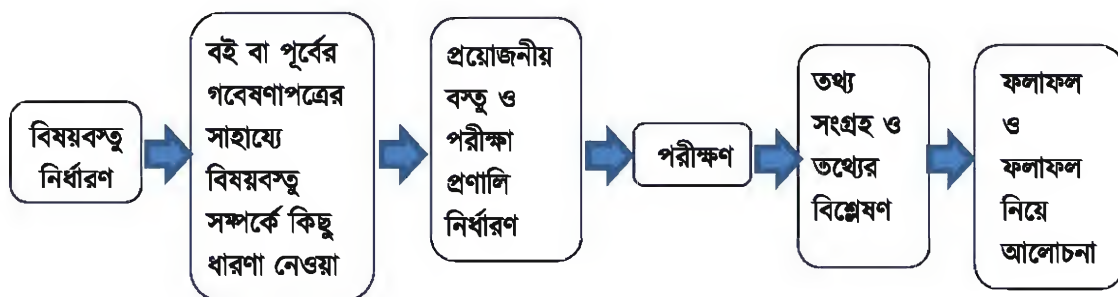 বিষয়বস্তু
নির্ধারণ
বই বা পূর্বের
গবেষণাপত্রের
সাহায্যে
বিষয়বস্তু
সম্পর্কে কিছু
ধারণা নেওয়া
প্রয়োজনীয়
বস্তু ও
পরীক্ষা
প্রণালি
নির্ধারণ
পরীক্ষণ
তথ্য
সংগ্রহ ও
তথ্যের
বিশ্লেষণ
ফলাফল
ও
ফলাফল
নিয়ে
আলোচনা